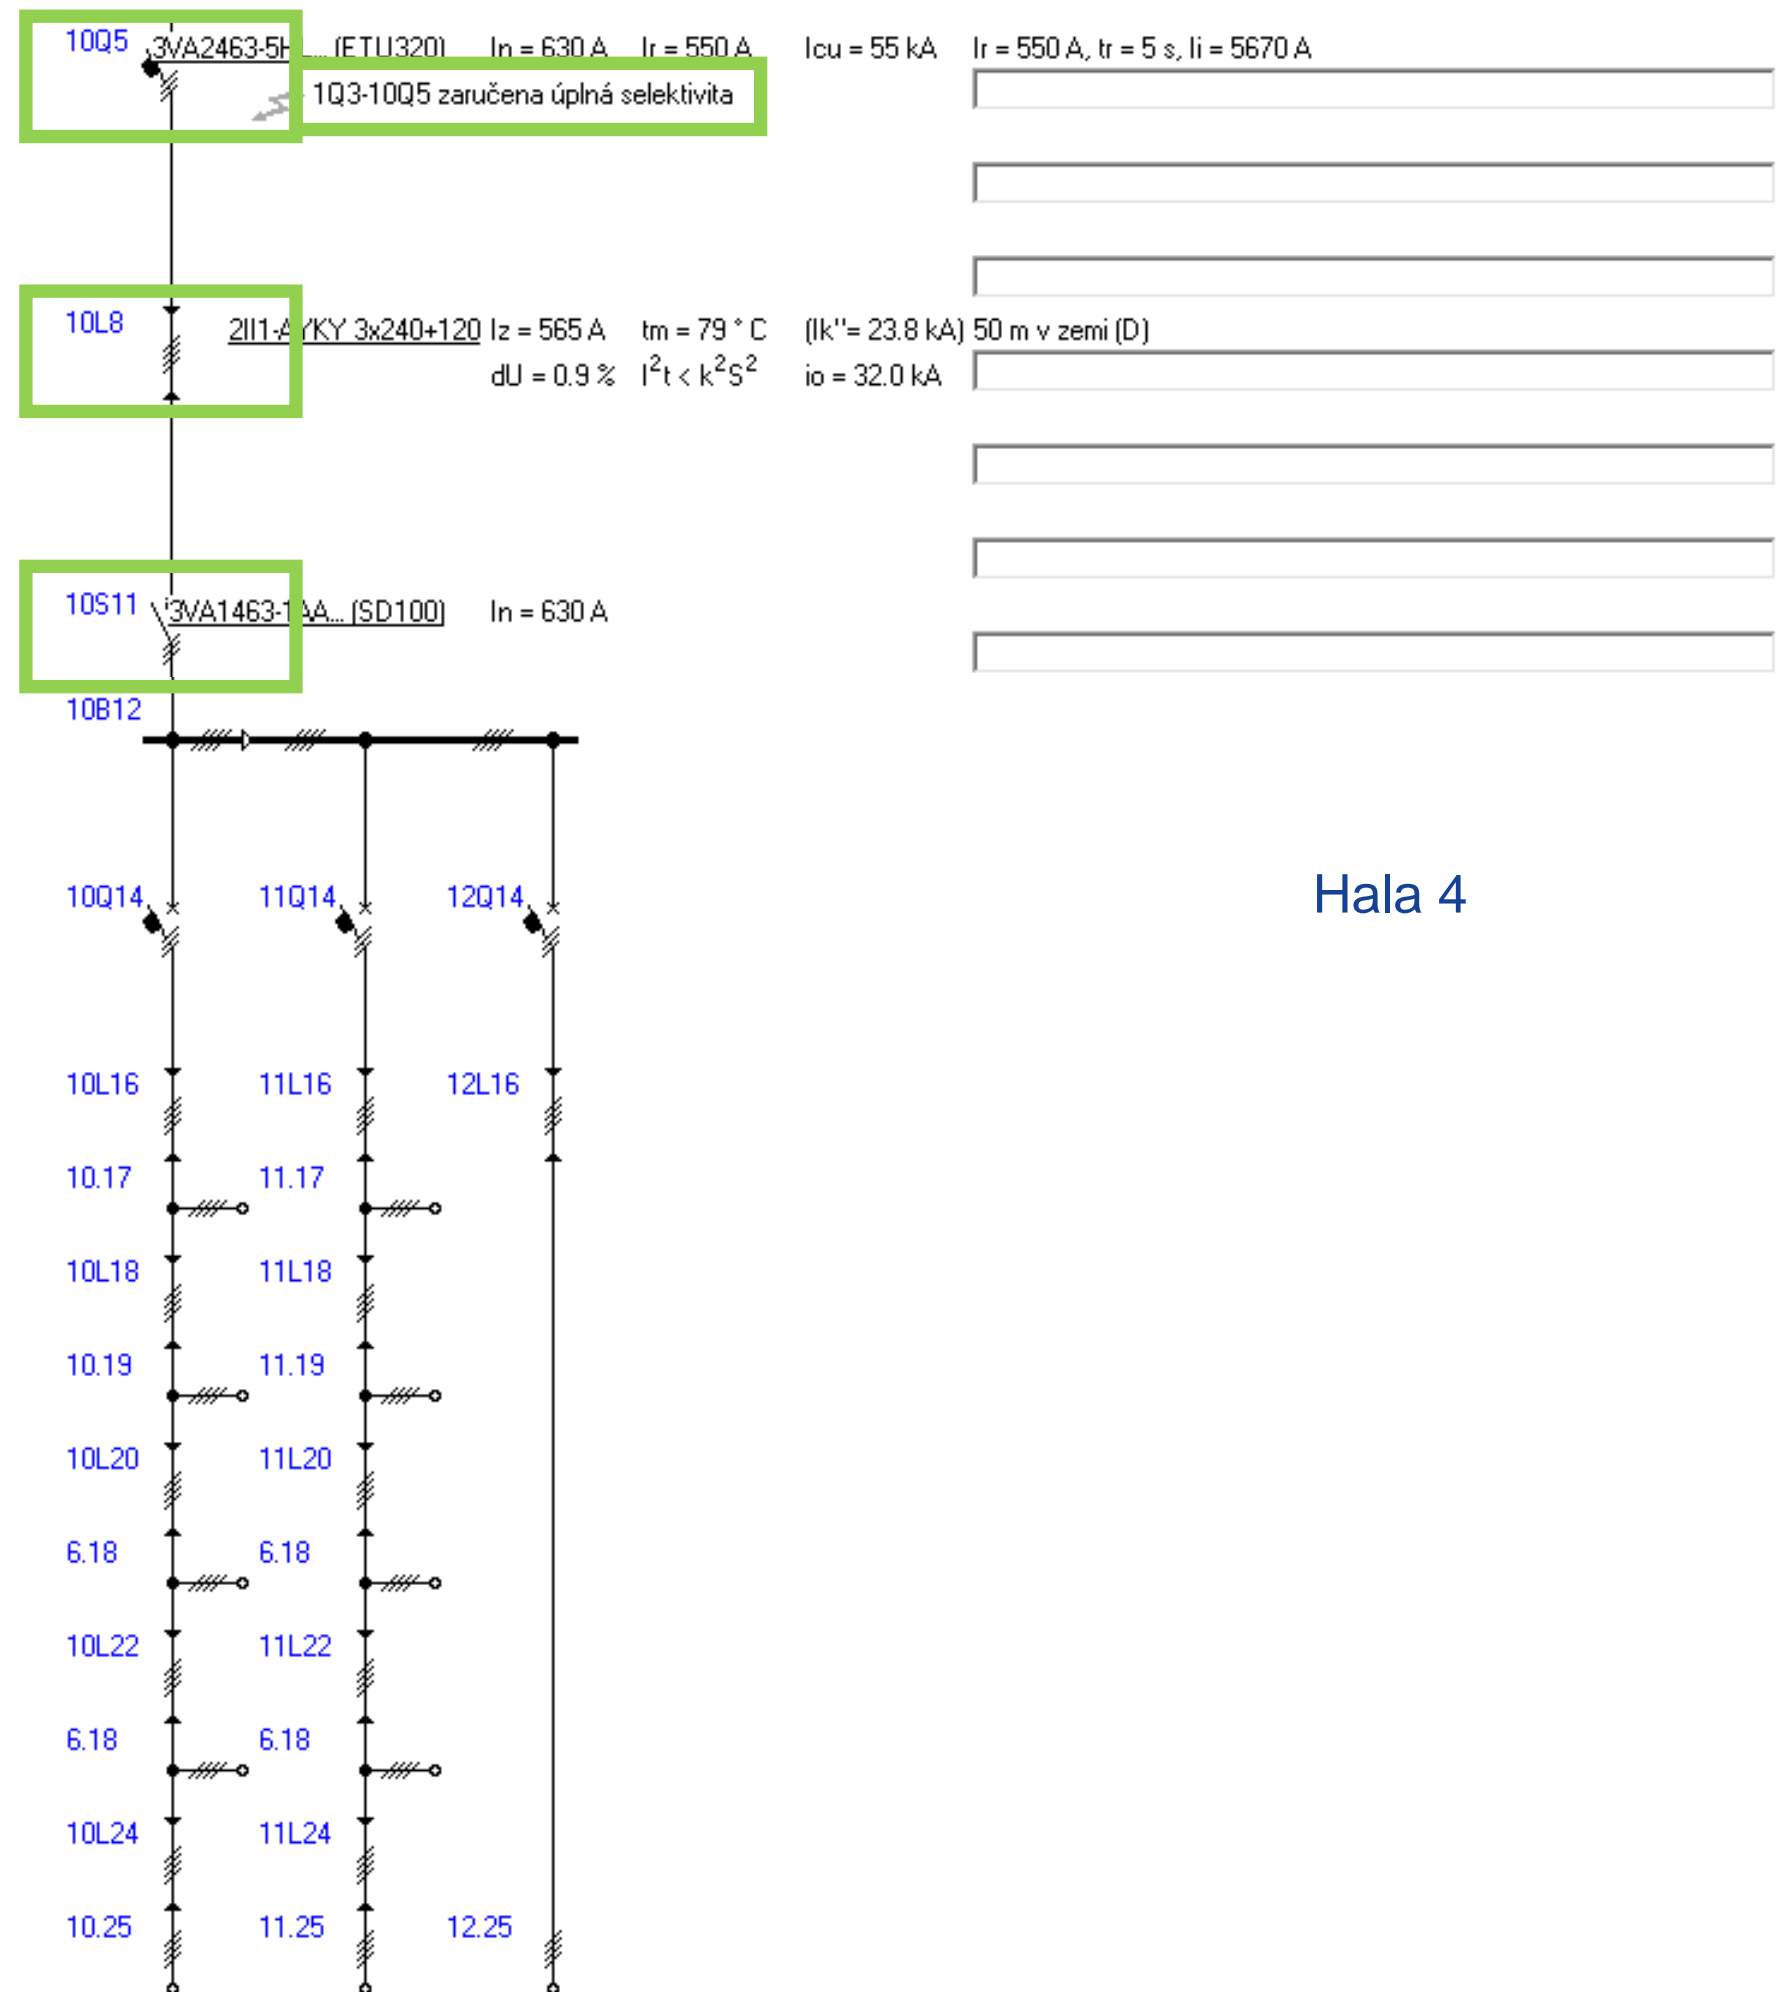 10Q5 3VA2463-5H... (ETU320) In = 630 A Ir = 550 A Icu = 55 kA Ir = 550 A, tr = 5 s, Ii = 5670 A
1Q3-10Q5 zaručena úplná selektivita
10L8 2II1-AYKY 3x240+120 Iz = 565 A tm = 79 °C (Ik''= 23.8 kA) 50 m v zemi (D)
dU = 0.9 % I²t < k²S² io = 32.0 kA
10S11 3VA1463-1AA... (SD100) In = 630 A
10B12
10Q14 11Q14 12Q14
Hala 4
10L16 11L16 12L16
10.17 11.17
10L18 11L18
10.19 11.19
10L20 11L20
6.18 6.18
10L22 11L22
6.18 6.18
10L24 11L24
10.25 11.25 12.25